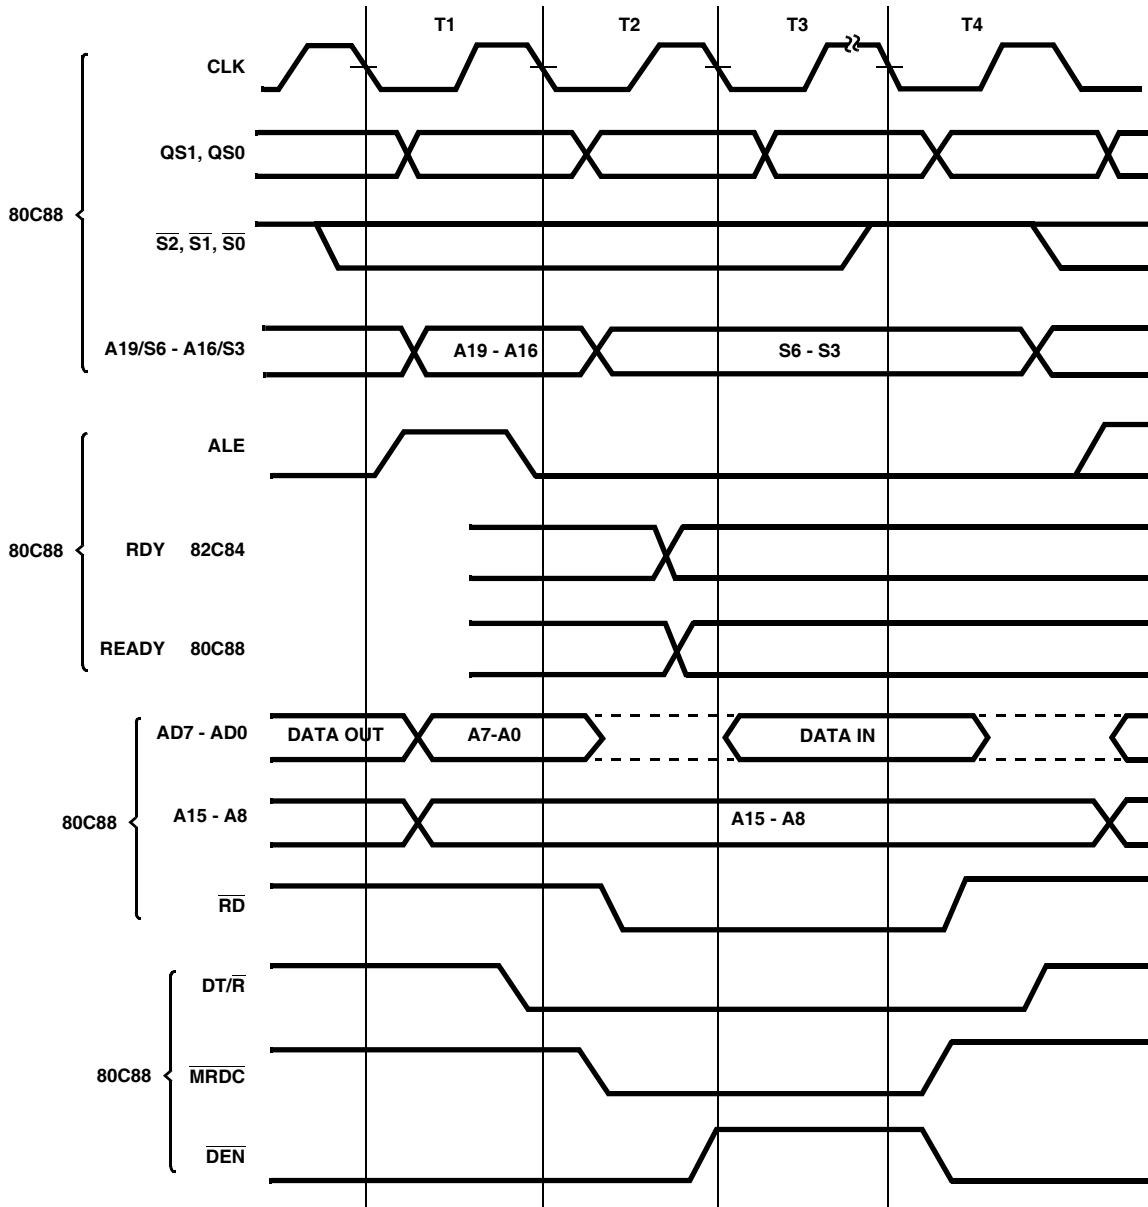 T1 T2 T3 T4
CLK
QS1, QS0
80C88
S2, S1, S0
A19/S6 - A16/S3 A19 - A16 S6 - S3
ALE
80C88
RDY 82C84
READY 80C88
AD7 - AD0 DATA OUT A7-A0 DATA IN
80C88
A15 - A8 A15 - A8
RD
DT/R
80C88
MRDC
DEN